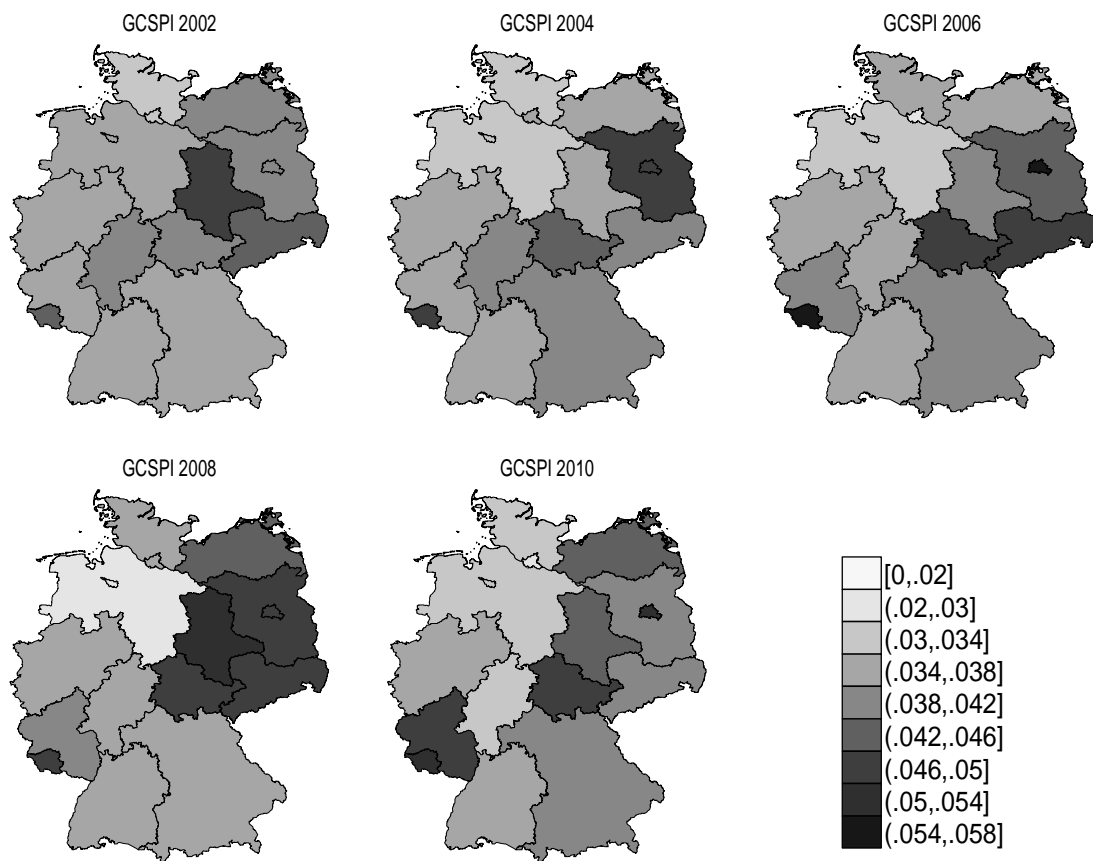 GCSPI 2002
GCSPI 2004
GCSPI 2006
GCSPI 2008
GCSPI 2010
[0,.02]
(.02,.03]
(.03,.034]
(.034,.038]
(.038,.042]
(.042,.046]
(.046,.05]
(.05,.054]
(.054,.058]